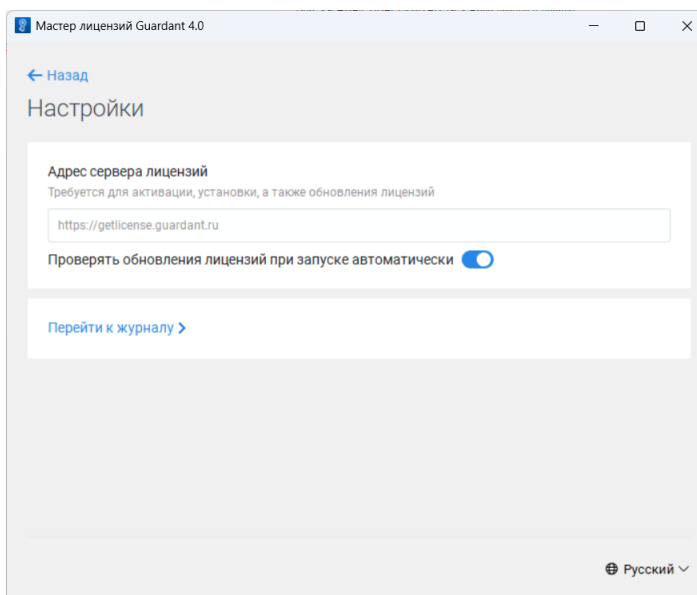 Мастер лицензий Guardant 4.0
Назад
Настройки
Адрес сервера лицензий
Требуется для активации, установки, а также обновления лицензий
https://getlicense.guardant.ru
Проверять обновления лицензий при запуске автоматически
Перейти к журналу
Русский